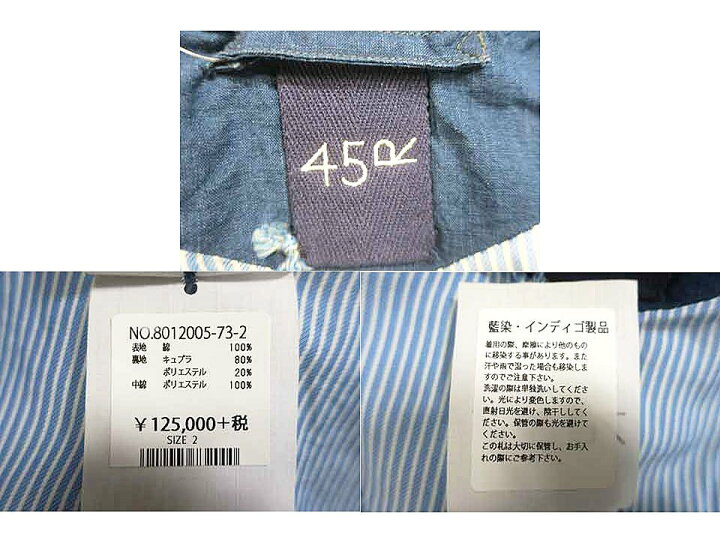 45R
NO.8012005-73-2
表地 綿 100%
裏地 キュプラ 80%
ポリエステル 20%
中綿 ポリエステル 100%
¥125,000+税
SIZE 2
藍染・インディゴ製品
着用の際、摩擦により他のもの
に移染する事があります。また
汗や雨で湿った場合も移染しま
すのでご注意下さい。
洗濯の際は単独洗いしてくださ
い。光により変色しますので、
直射日光を避け、陰干ししてく
ださい。保管の際も光を避けて
ください。
この札は大切に保管し、お手入
れの際にご参考下さい。